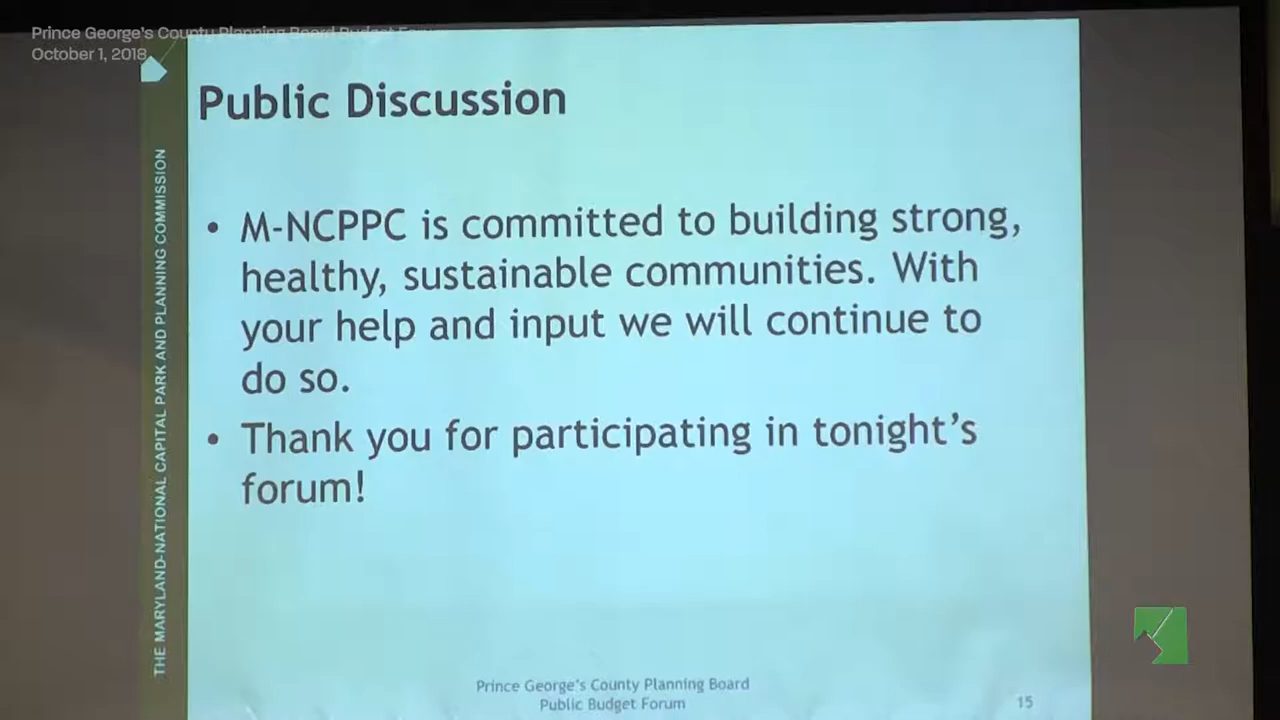 Prince George's County Planning Board Budget Forum
October 1, 2018
Public Discussion
• M-NCPPC is committed to building strong,
healthy, sustainable communities. With
your help and input we will continue to
do so.
• Thank you for participating in tonight's
forum!
THE MARYLAND-NATIONAL CAPITAL PARK AND PLANNING COMMISSION
Prince George's County Planning Board
Public Budget Forum
15